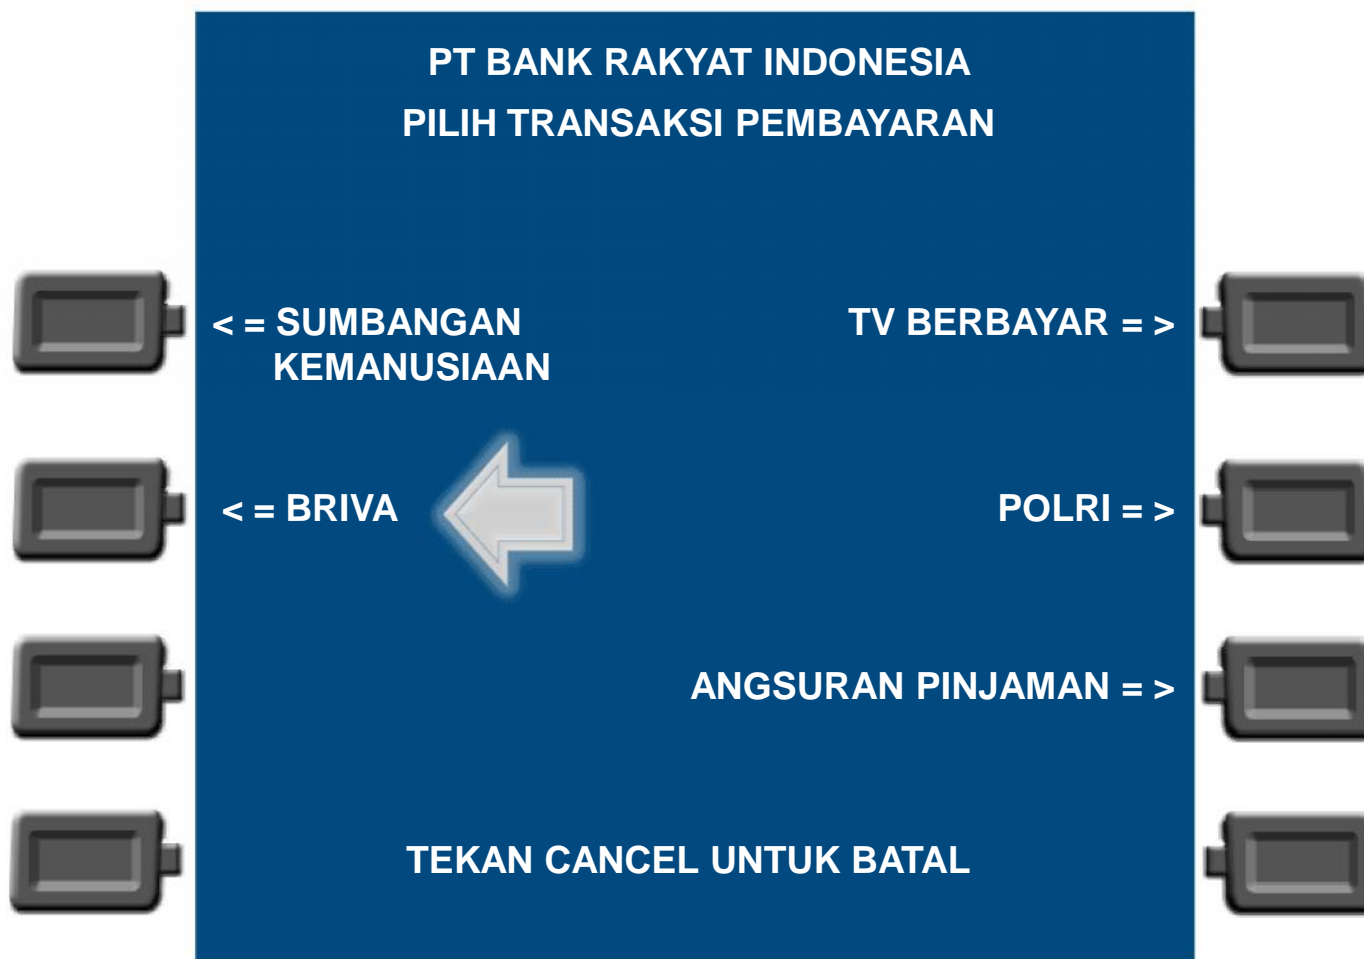 PT BANK RAKYAT INDONESIA
PILIH TRANSAKSI PEMBAYARAN
< = SUMBANGAN
KEMANUSIAAN
TV BERBAYAR = >
< = BRIVA
POLRI = >
ANGSURAN PINJAMAN = >
TEKAN CANCEL UNTUK BATAL